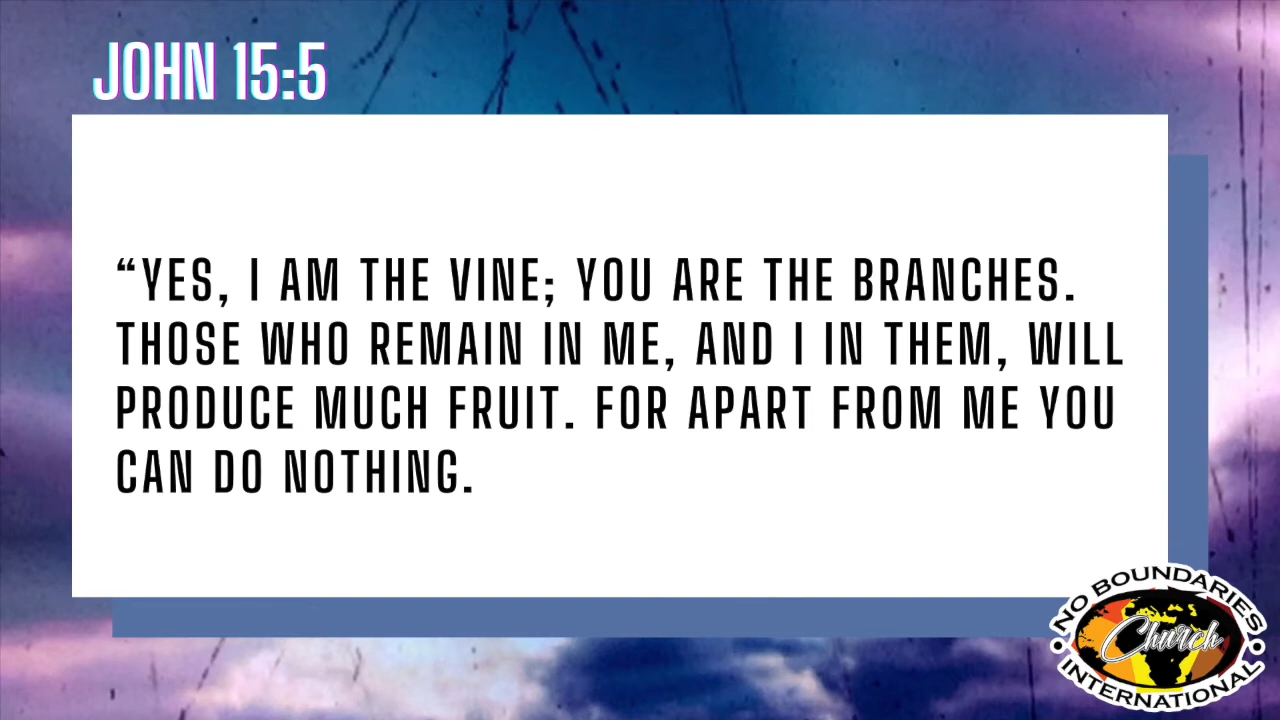 JOHN 15:5
“YES, I AM THE VINE; YOU ARE THE BRANCHES.
THOSE WHO REMAIN IN ME, AND I IN THEM, WILL
PRODUCE MUCH FRUIT. FOR APART FROM ME YOU
CAN DO NOTHING.
NO BOUNDARIES
Church
INTERNATIONAL